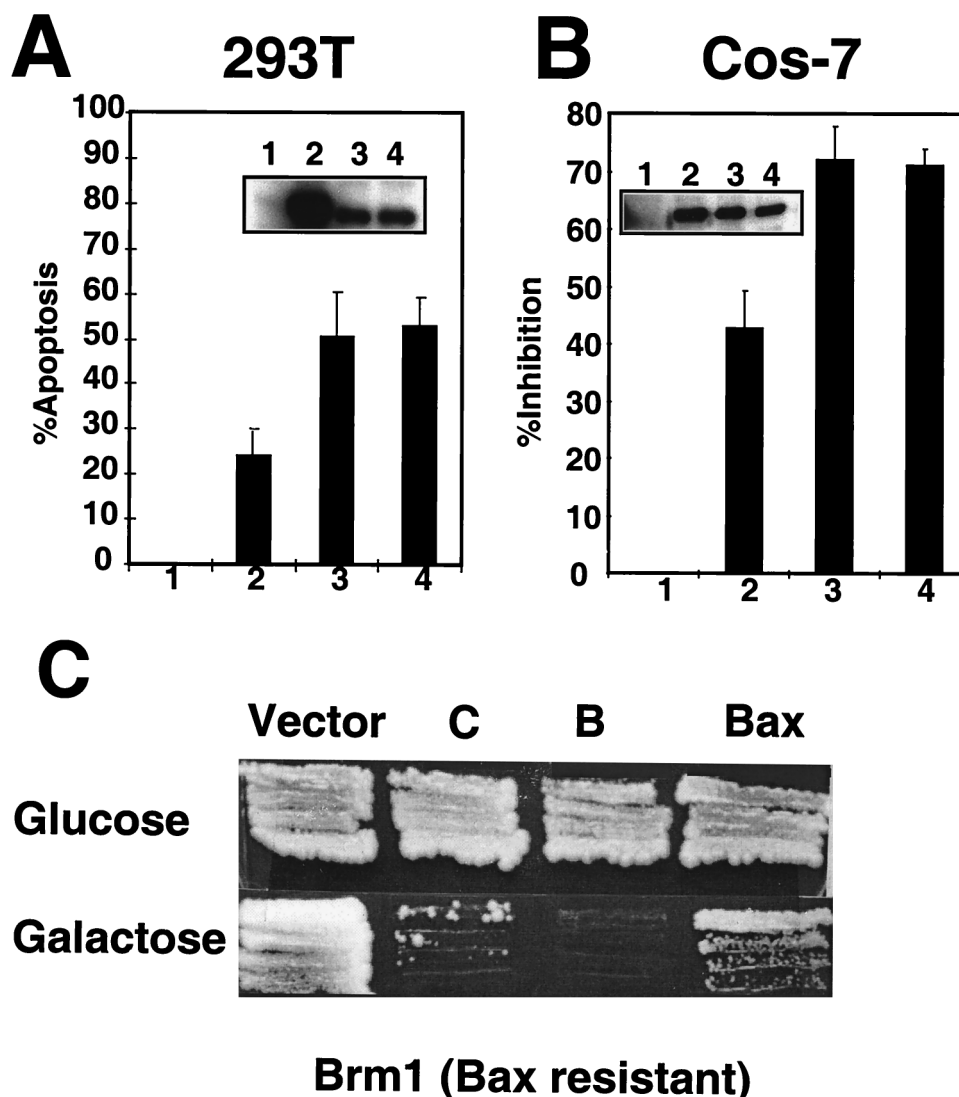 A
293T
100
90
80
70
60
50
40
30
20
10
0
%Apoptosis
1 2 3 4
1 2 3 4
B
Cos-7
80
70
60
50
40
30
20
10
0
%Inhibition
1 2 3 4
1 2 3 4
C
Vector C B Bax
Glucose
Galactose
Brm1 (Bax resistant)